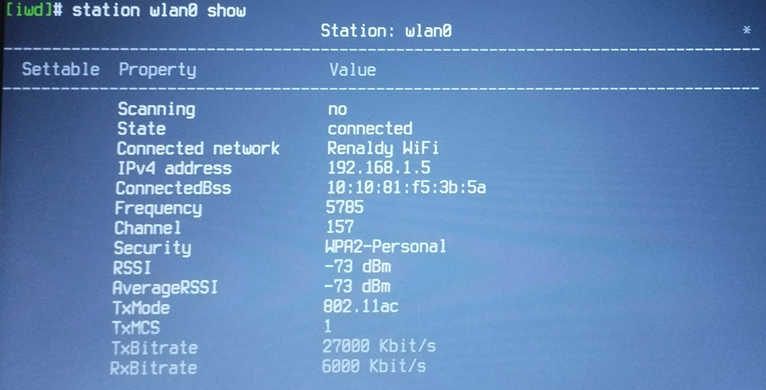 [iwd]# station wlan0 show
Station: wlan0 *
--------------------------------------------------------------------------------
Settable Property Value
--------------------------------------------------------------------------------
Scanning no
State connected
Connected network Renaldy WiFi
IPv4 address 192.168.1.5
ConnectedBss 10:10:81:f5:3b:5a
Frequency 5785
Channel 157
Security WPA2-Personal
RSSI -73 dBm
AverageRSSI -73 dBm
TxMode 802.11ac
TxMCS 1
TxBitrate 27000 Kbit/s
RxBitrate 6000 Kbit/s